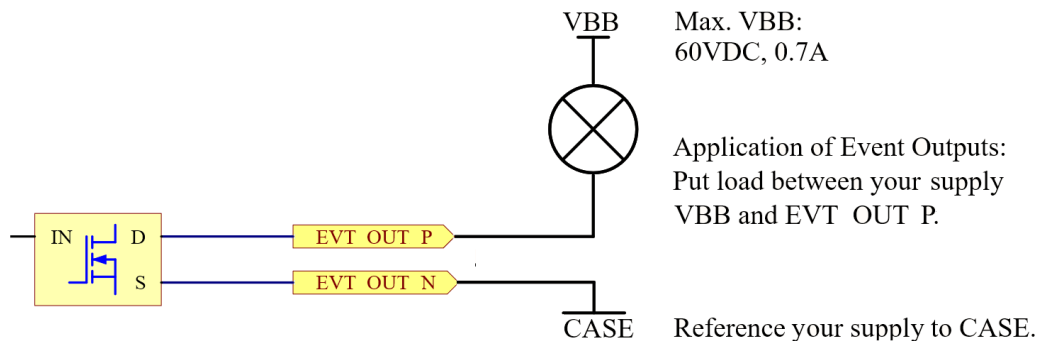 VBB
Max. VBB:
60VDC, 0.7A
Application of Event Outputs:
Put load between your supply
VBB and EVT OUT P.
IN
D
S
EVT OUT P
EVT OUT N
CASE
Reference your supply to CASE.